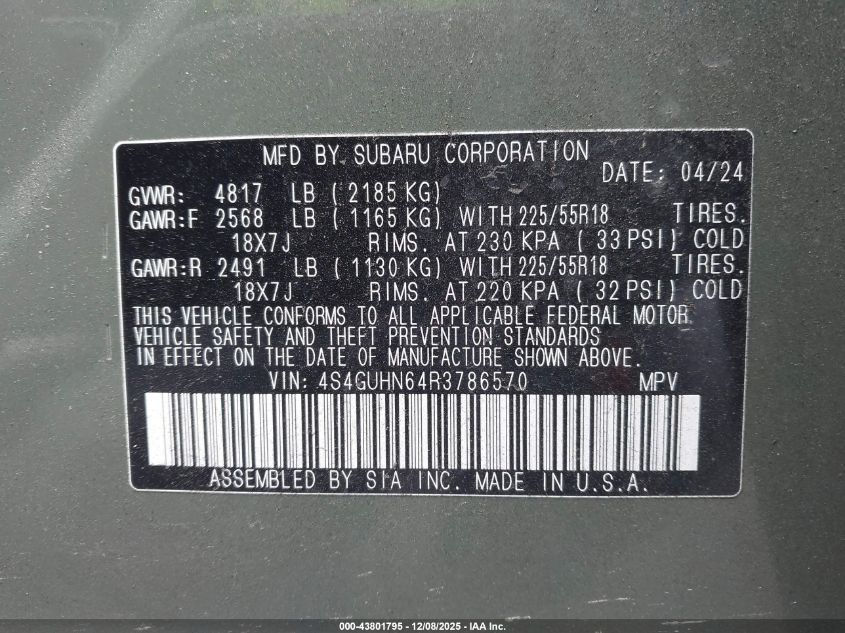 MFD BY SUBARU CORPORATION
DATE: 04/24
GVWR: 4817 LB ( 2185 KG)
GAWR:F 2568 LB ( 1165 KG) WITH 225/55R18 TIRES.
18X7J RIMS. AT 230 KPA ( 33 PSI) COLD
GAWR:R 2491 LB ( 1130 KG) WITH 225/55R18 TIRES.
18X7J RIMS. AT 220 KPA ( 32 PSI) COLD
THIS VEHICLE CONFORMS TO ALL APPLICABLE FEDERAL MOTOR
VEHICLE SAFETY AND THEFT PREVENTION STANDARDS
IN EFFECT ON THE DATE OF MANUFACTURE SHOWN ABOVE.
VIN: 4S4GUHN64R3786570 MPV
ASSEMBLED BY SIA INC. MADE IN U.S.A.
000-43801795 - 12/08/2025 - IAA Inc.